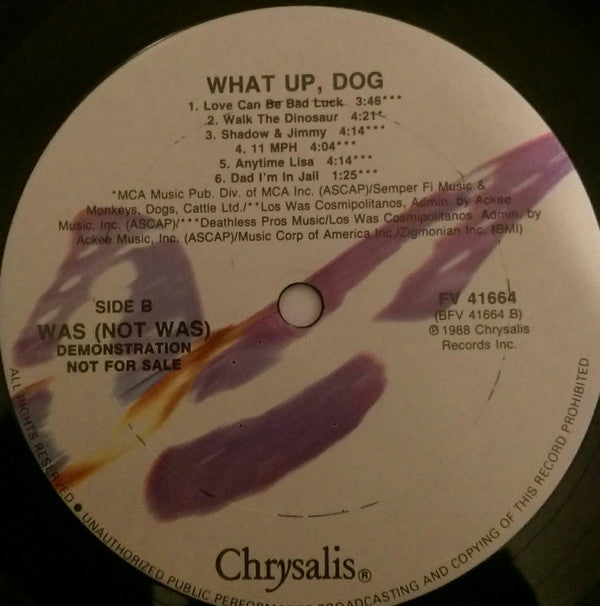 WHAT UP, DOG
1. Love Can Be Bad Luck 3:46***
2. Walk The Dinosaur 4:21*
3. Shadow & Jimmy 4:14***
4. 11 MPH 4:04**
5. Anytime Lisa 4:14***
6. Dad I'm In Jail 1:25**
*MCA Music Pub. Div. of MCA Inc. (ASCAP)/Semper Fi Music &
Monkeys, Dogs, Cattle Ltd./**Los Was Cosmipolitanos, Admin. by Ackee
Music, Inc. (ASCAP)/***Deathless Pros Music/Los Was Cosmipolitanos. Admin. by
Ackee Music, Inc. (ASCAP)/Music Corp of America Inc./Zigmonian Inc. (BMI)
SIDE B
WAS (NOT WAS)
DEMONSTRATION
NOT FOR SALE
FV 41664
(BFV 41664 B)
℗ 1988 Chrysalis
Records Inc.
Chrysalis®
ALL RIGHTS RESERVED ● UNAUTHORIZED PUBLIC PERFORMANCE BROADCASTING AND COPYING OF THIS RECORD PROHIBITED